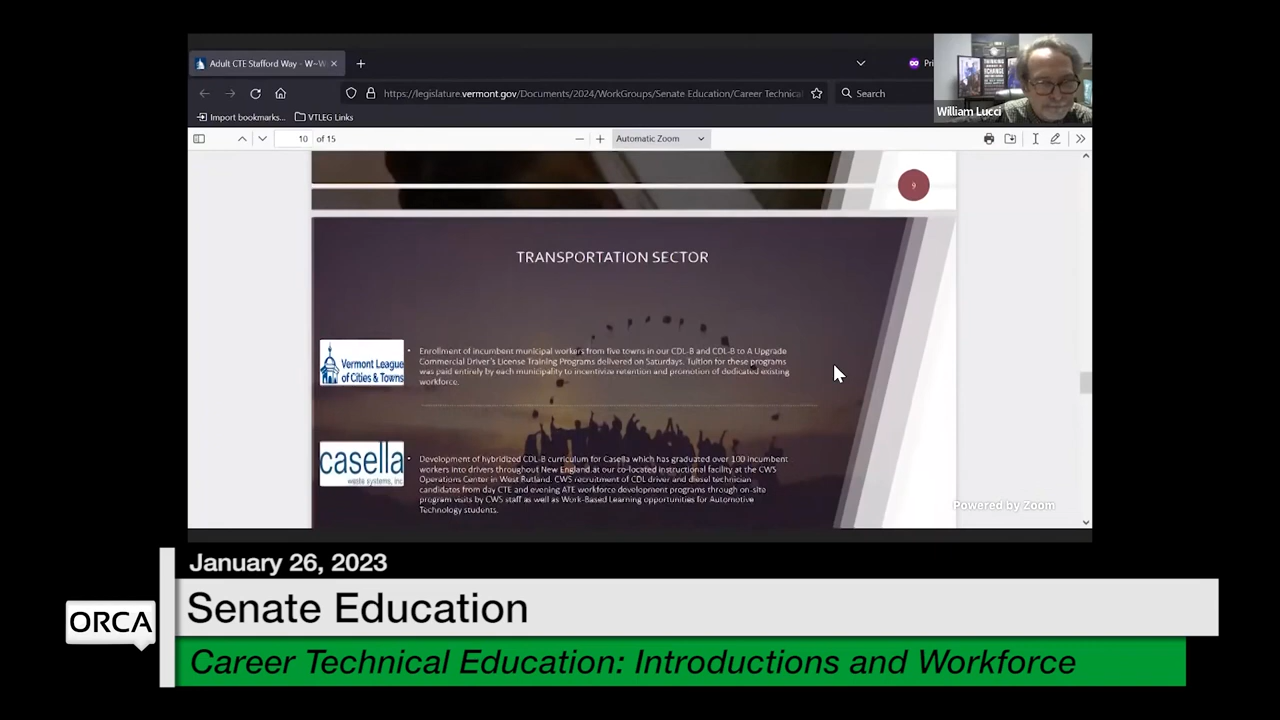 Adult CTE Stafford Way - W~W
Pri
https://legislature.vermont.gov/Documents/2024/WorkGroups/Senate Education/Career Technical
Search
William Lucci
Import bookmarks...
VTLEG Links
10 of 15
Automatic Zoom
9
TRANSPORTATION SECTOR
Vermont League
of Cities & Towns
• Enrollment of incumbent municipal workers from five towns in our CDL-B and CDL-B to A Upgrade
Commercial Driver's License Training Programs delivered on Saturdays. Tuition for these programs
was paid entirely by each municipality to incentivize retention and promotion of dedicated existing
workforce.
casella
waste systems, inc
• Development of hybridized CDL-B curriculum for Casella which has graduated over 100 incumbent
workers into drivers throughout New England at our co-located instructional facility at the CWS
Operations Center in West Rutland. CWS recruitment of CDL driver and diesel technician
candidates from day CTE and evening ATE workforce development programs through on-site
program visits by CWS staff as well as Work-Based Learning opportunities for Automotive
Technology students.
Powered by Zoom
January 26, 2023
ORCA
Senate Education
Career Technical Education: Introductions and Workforce